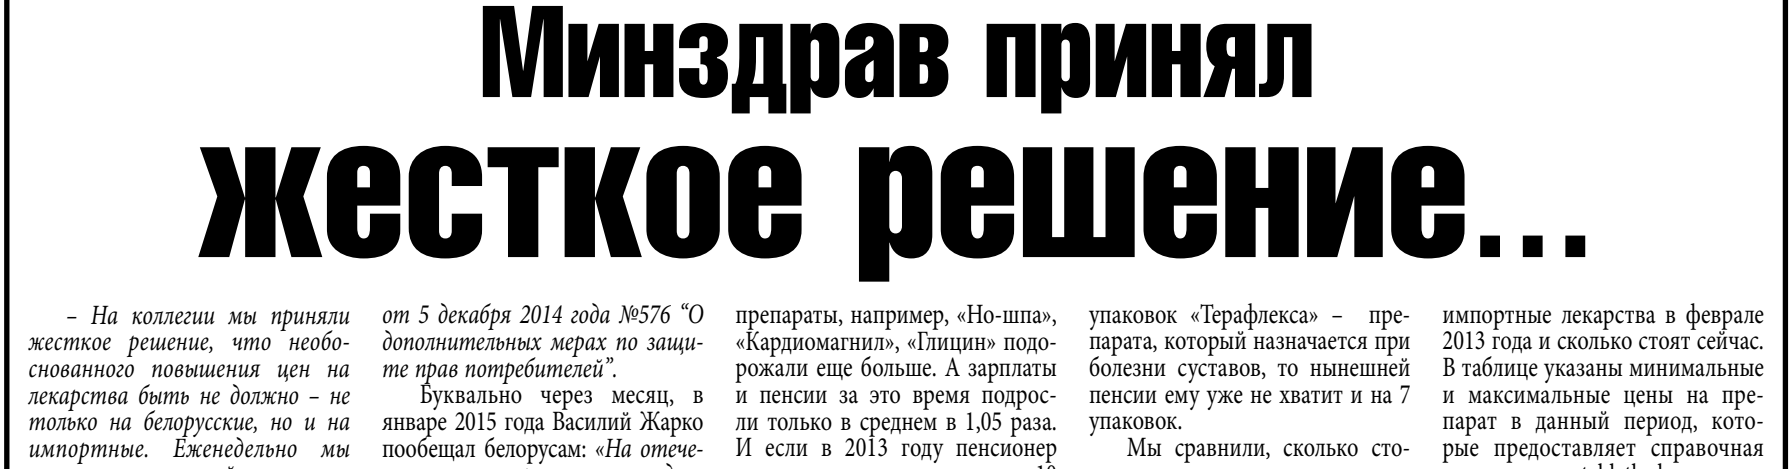 Минздрав принял
жесткое решение...
– На коллегии мы приняли
жесткое решение, что необо-
снованного повышения цен на
лекарства быть не должно – не
только на белорусские, но и на
импортные. Еженедельно мы
от 5 декабря 2014 года №576 “О
дополнительных мерах по защи-
те прав потребителей”.
Буквально через месяц, в
январе 2015 года Василий Жарко
пообещал белорусам: «На отече-
препараты, например, «Но-шпа»,
«Кардиомагнил», «Глицин» подо-
рожали еще больше. А зарплаты
и пенсии за это время подрос-
ли только в среднем в 1,05 раза.
И если в 2013 году пенсионер
упаковок «Терафлекса» – пре-
парата, который назначается при
болезни суставов, то нынешней
пенсии ему уже не хватит и на 7
упаковок.
Мы сравнили, сколько сто-
импортные лекарства в феврале
2013 года и сколько стоят сейчас.
В таблице указаны минимальные
и максимальные цены на пре-
парат в данный период, кото-
рые предоставляет справочная